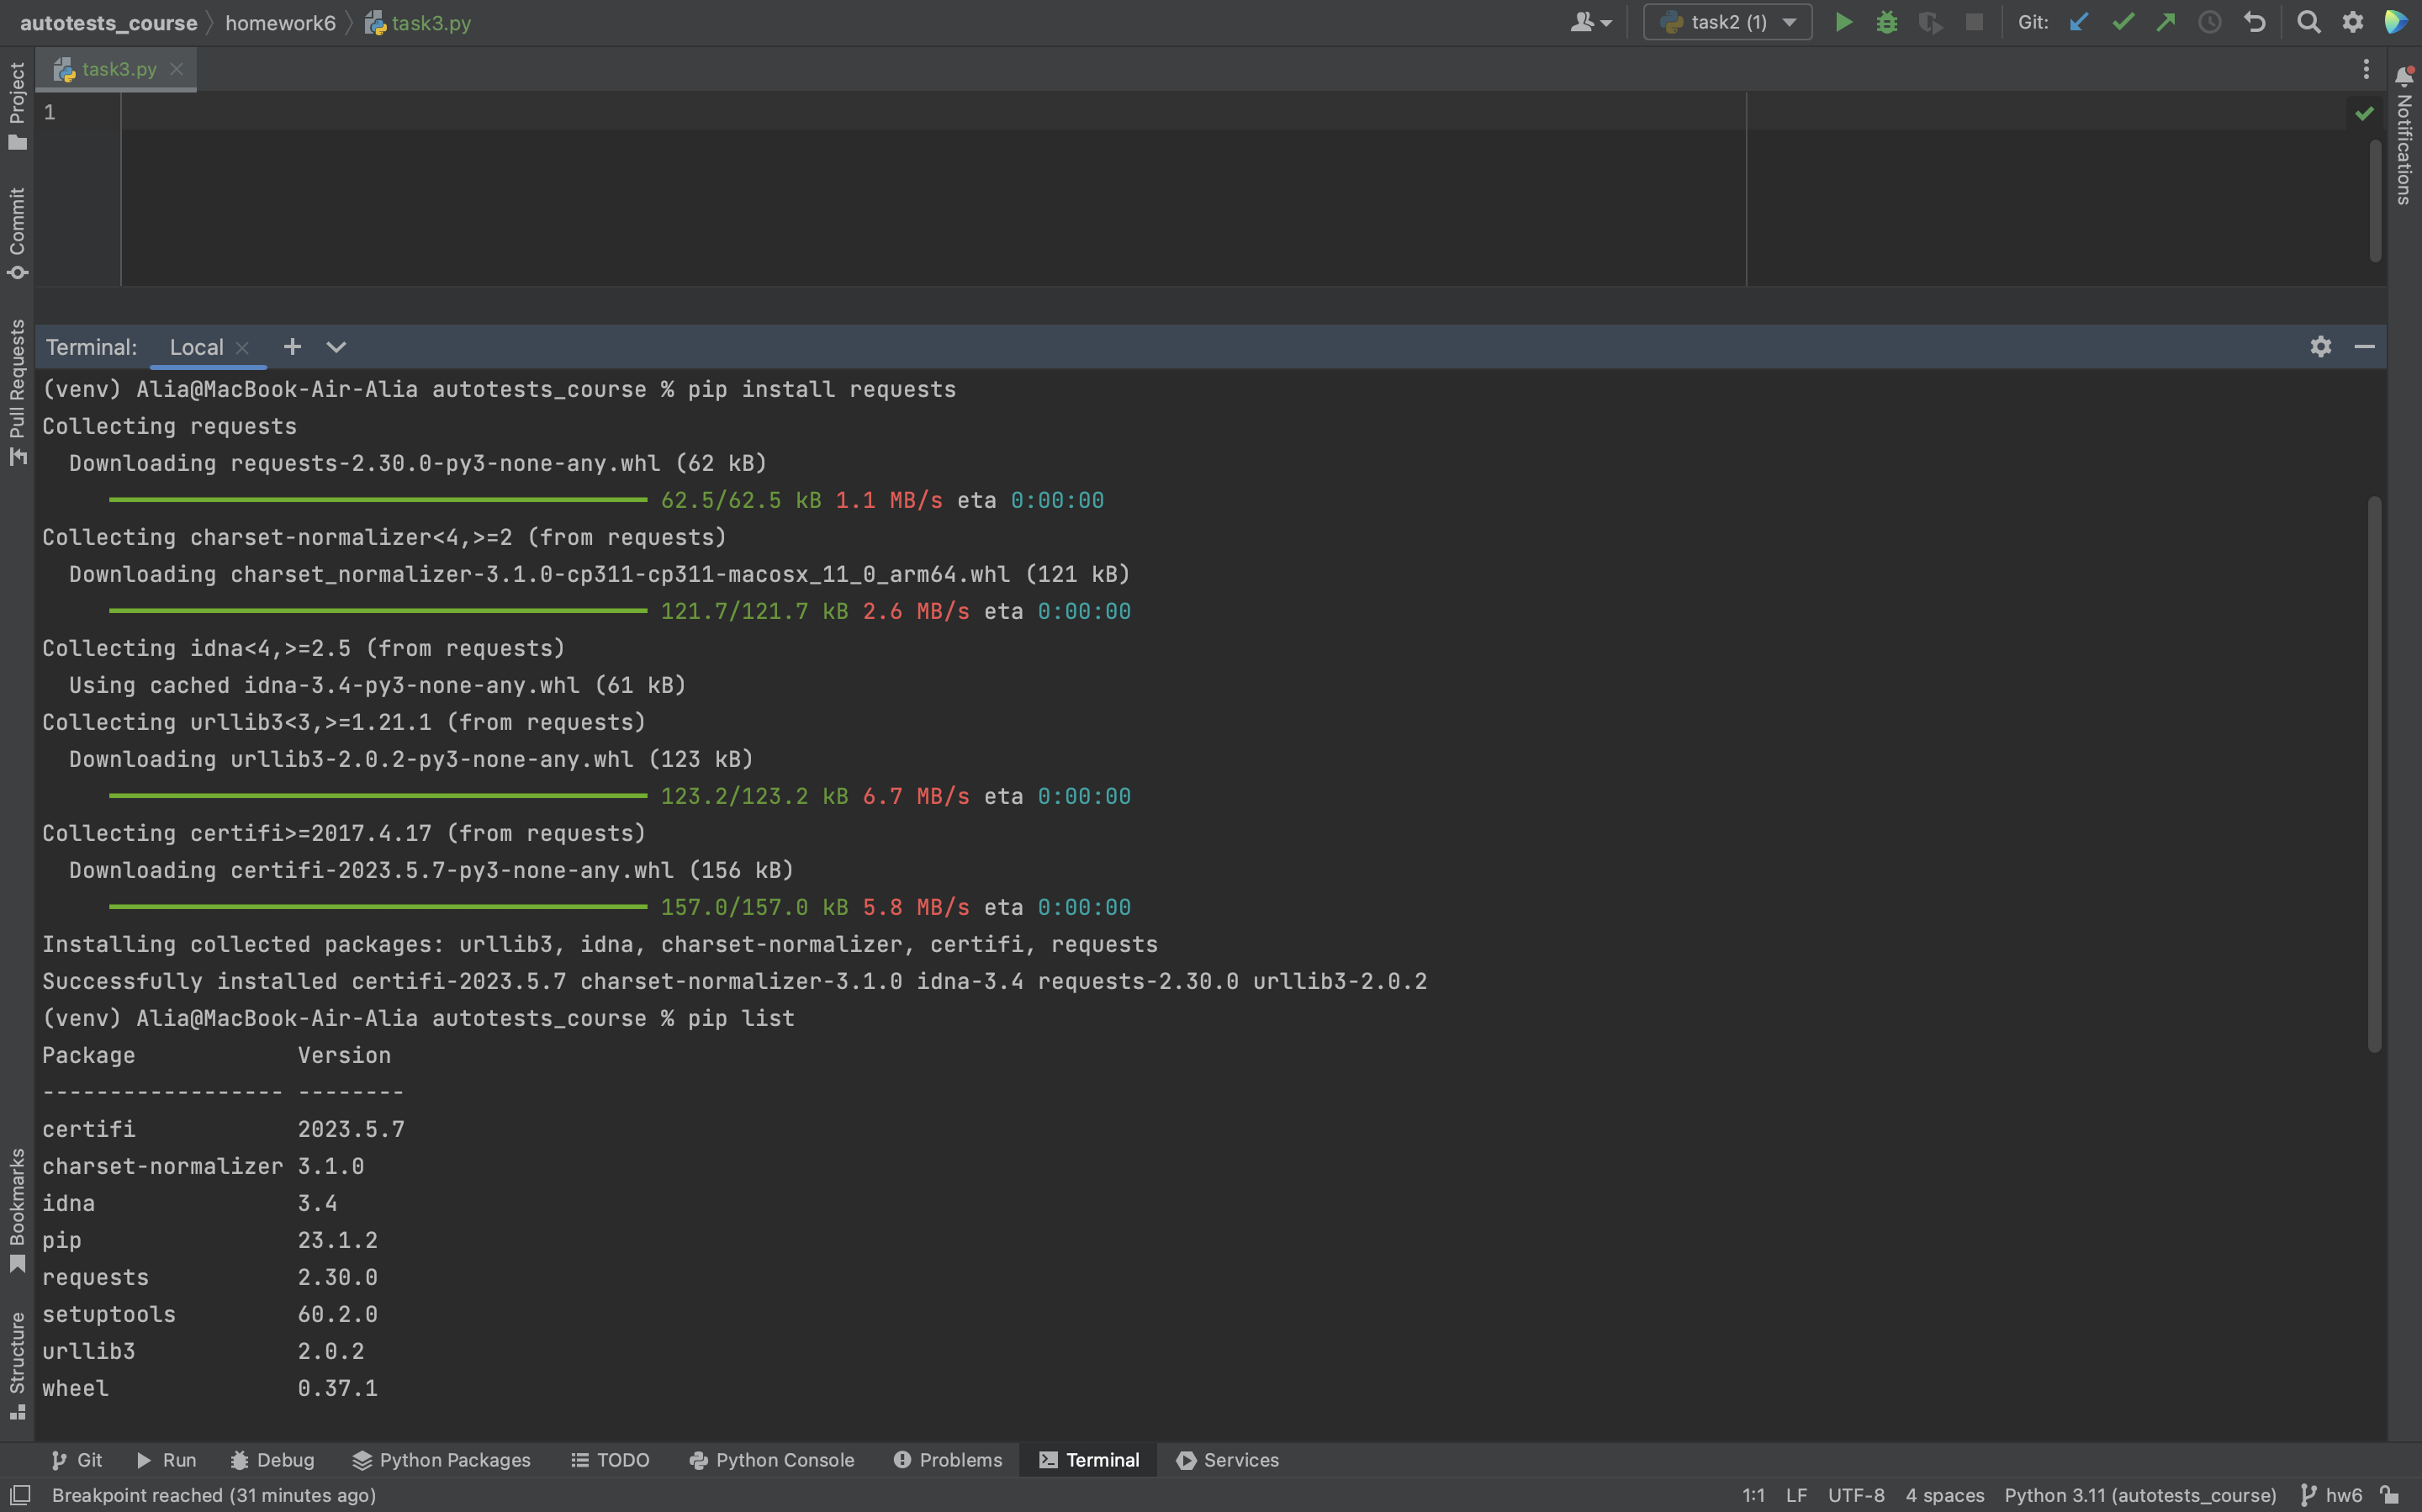 autotests_course
homework6
task3.py
task2 (1)
Git:
Project
Commit
Pull Requests
Bookmarks
Structure
task3.py
Notifications
1
Terminal:
Local
(venv) Alia@MacBook-Air-Alia autotests_course % pip install requests
Collecting requests
Downloading requests-2.30.0-py3-none-any.whl (62 kB)
62.5/62.5 kB 1.1 MB/s eta 0:00:00
Collecting charset-normalizer<4,>=2 (from requests)
Downloading charset_normalizer-3.1.0-cp311-cp311-macosx_11_0_arm64.whl (121 kB)
121.7/121.7 kB 2.6 MB/s eta 0:00:00
Collecting idna<4,>=2.5 (from requests)
Using cached idna-3.4-py3-none-any.whl (61 kB)
Collecting urllib3<3,>=1.21.1 (from requests)
Downloading urllib3-2.0.2-py3-none-any.whl (123 kB)
123.2/123.2 kB 6.7 MB/s eta 0:00:00
Collecting certifi>=2017.4.17 (from requests)
Downloading certifi-2023.5.7-py3-none-any.whl (156 kB)
157.0/157.0 kB 5.8 MB/s eta 0:00:00
Installing collected packages: urllib3, idna, charset-normalizer, certifi, requests
Successfully installed certifi-2023.5.7 charset-normalizer-3.1.0 idna-3.4 requests-2.30.0 urllib3-2.0.2
(venv) Alia@MacBook-Air-Alia autotests_course % pip list
Package Version
------------------ --------
certifi 2023.5.7
charset-normalizer 3.1.0
idna 3.4
pip 23.1.2
requests 2.30.0
setuptools 60.2.0
urllib3 2.0.2
wheel 0.37.1
Git Run Debug Python Packages TODO Python Console Problems Terminal Services
Breakpoint reached (31 minutes ago)
1:1 LF UTF-8 4 spaces Python 3.11 (autotests_course) hw6